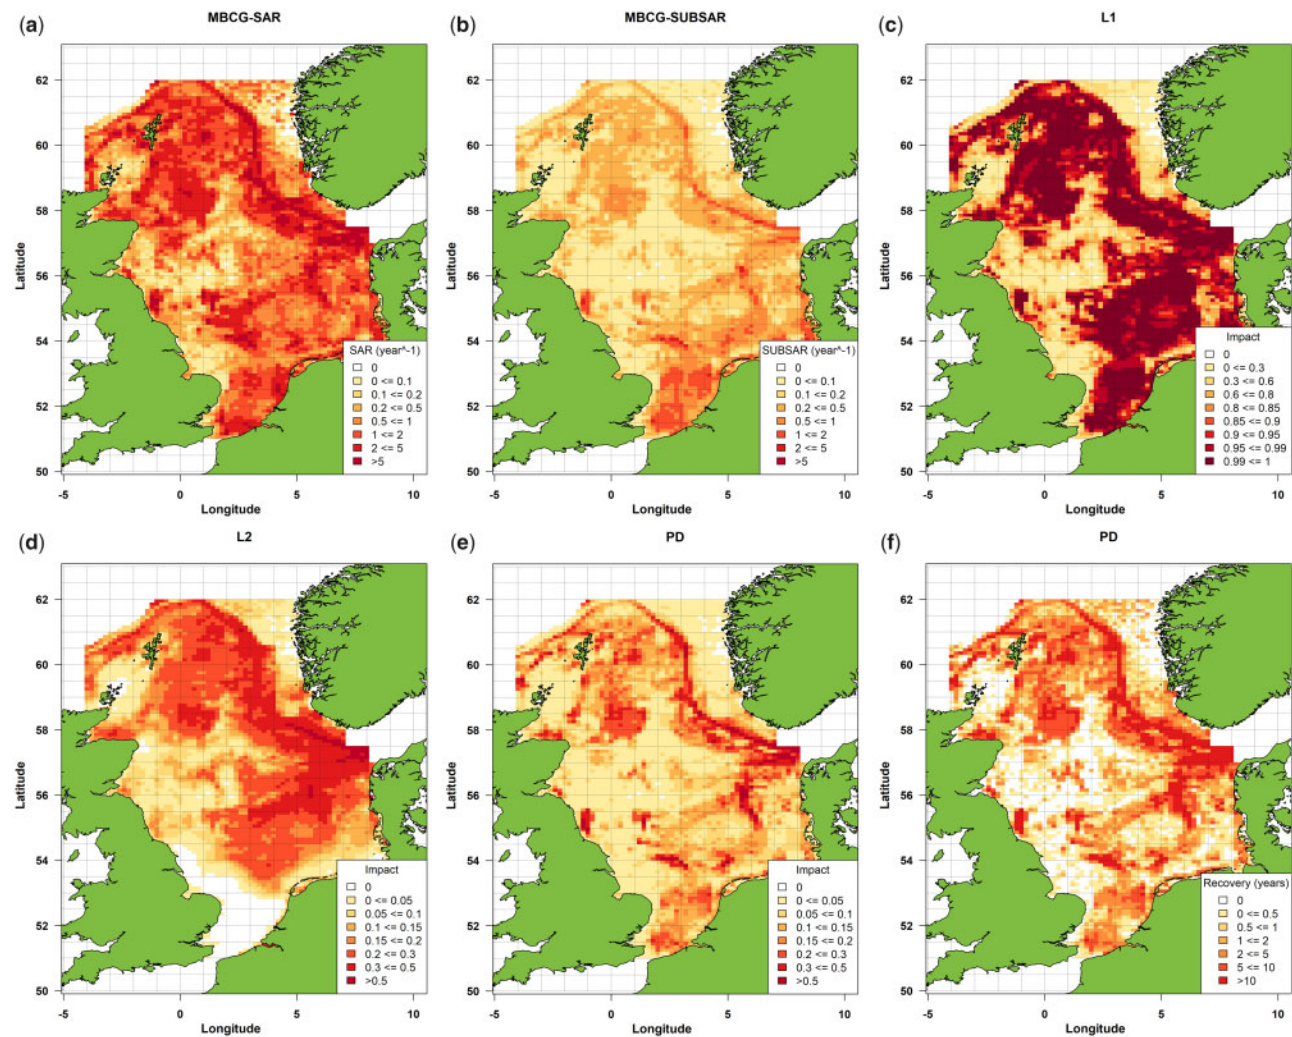 (a)
MBCG-SAR
Latitude
62
60
58
56
54
52
50
-5
0
5
10
Longitude
SAR (year^-1)
0
0 <= 0.1
0.1 <= 0.2
0.2 <= 0.5
0.5 <= 1
1 <= 2
2 <= 5
>5
(b)
MBCG-SUBSAR
Latitude
62
60
58
56
54
52
50
-5
0
5
10
Longitude
SUBSAR (year^-1)
0
0 <= 0.1
0.1 <= 0.2
0.2 <= 0.5
0.5 <= 1
1 <= 2
2 <= 5
>5
(c)
L1
Latitude
62
60
58
56
54
52
50
-5
0
5
10
Longitude
Impact
0
0 <= 0.3
0.3 <= 0.6
0.6 <= 0.8
0.8 <= 0.85
0.85 <= 0.9
0.9 <= 0.95
0.95 <= 0.99
0.99 <= 1
(d)
L2
Latitude
62
60
58
56
54
52
50
-5
0
5
10
Longitude
Impact
0
0 <= 0.05
0.05 <= 0.1
0.1 <= 0.15
0.15 <= 0.2
0.2 <= 0.3
0.3 <= 0.5
>0.5
(e)
PD
Latitude
62
60
58
56
54
52
50
-5
0
5
10
Longitude
Impact
0
0 <= 0.05
0.05 <= 0.1
0.1 <= 0.15
0.15 <= 0.2
0.2 <= 0.3
0.3 <= 0.5
>0.5
(f)
PD
Latitude
62
60
58
56
54
52
50
-5
0
5
10
Longitude
Recovery (years)
0
0 <= 0.5
0.5 <= 1
1 <= 2
2 <= 5
5 <= 10
>10